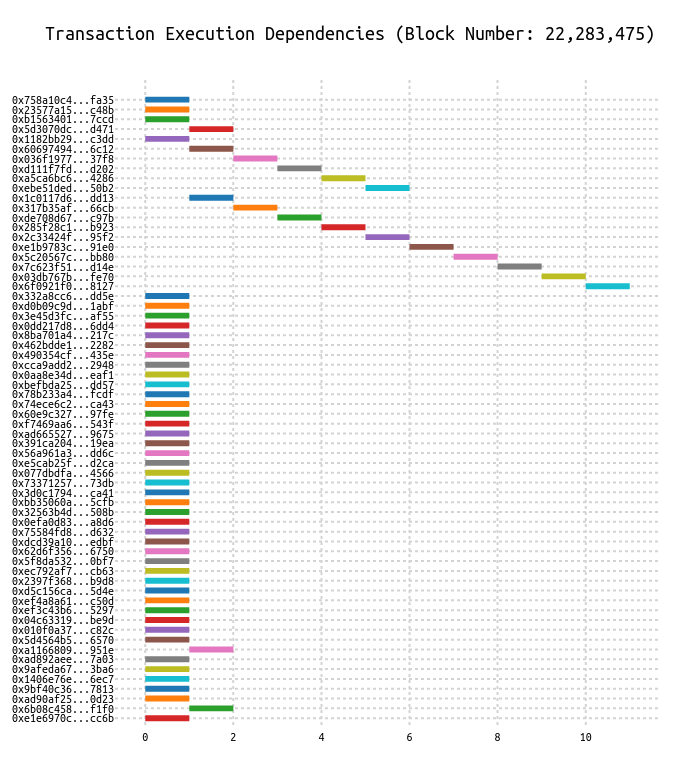 Transaction Execution Dependencies (Block Number: 22,283,475)
0x758a10c4...fa35
0x23577a15...c48b
0xb1563401...7ccd
0x5d3070dc...d471
0x1182bb29...c3dd
0x60697494...6c12
0x036f1977...37f8
0xd111f7fd...d202
0xa5ca6bc6...4286
0xebe51ded...50b2
0x1c0117d6...dd13
0x317b35af...66cb
0xde708d67...c97b
0x285f28c1...b923
0x2c33424f...95f2
0xe1b9783c...91e0
0x5c20567c...bb80
0x7c623f51...d14e
0x03db767b...fe70
0x6f0921f0...8127
0x332a8cc6...dd5e
0xd0b09c9d...1abf
0x3e45d3fc...af55
0x0dd217d8...6dd4
0x8ba701a4...217c
0x462bdde1...2282
0x490354cf...435e
0xcca9add2...2948
0x0aa8e34d...eaf1
0xbefbda25...dd57
0x78b233a4...fcdf
0x74ece6c2...ca43
0x60e9c327...97fe
0xf7469aa6...543f
0xad665527...9675
0x391ca204...19ea
0x56a961a3...dd6c
0xe5cab25f...d2ca
0x077dbdfa...4566
0x73371257...73db
0x3d0c1794...ca41
0xbb35060a...5cfb
0x32563b4d...508b
0x0efa0d83...a8d6
0x75584fd8...d632
0xdcd39a10...edbf
0x62d6f356...6750
0x5f8da532...0bf7
0xec792af7...cb63
0x2397f368...b9d8
0xd5c156ca...5d4e
0xef4a8a61...c50d
0xef3c43b6...5297
0x04c63319...be9d
0x010f0a37...c82c
0x5d4564b5...6570
0xa1166809...951e
0xad892aee...7a03
0x9afeda67...3ba6
0x1406e76e...6ec7
0x9bf40c36...7813
0xad90af25...0d23
0x6b08c458...f1f0
0xe1e6970c...cc6b
0 2 4 6 8 10